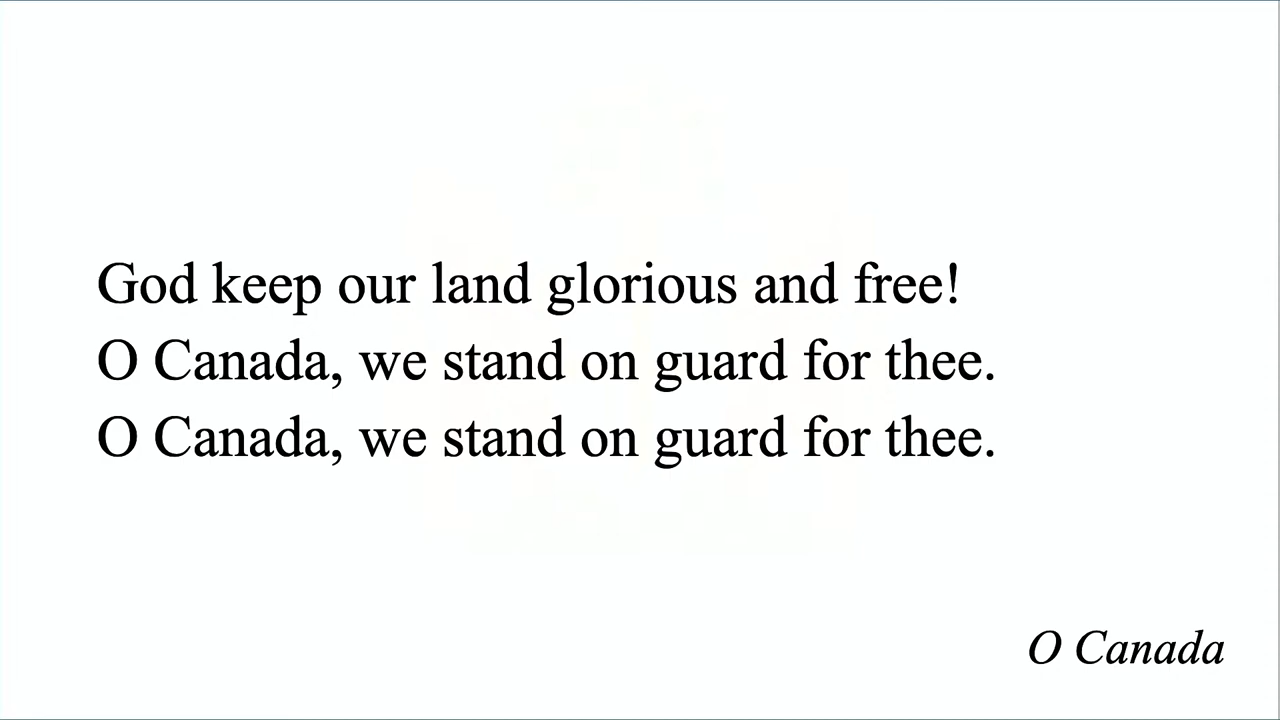 God keep our land glorious and free!
O Canada, we stand on guard for thee.
O Canada, we stand on guard for thee.
O Canada